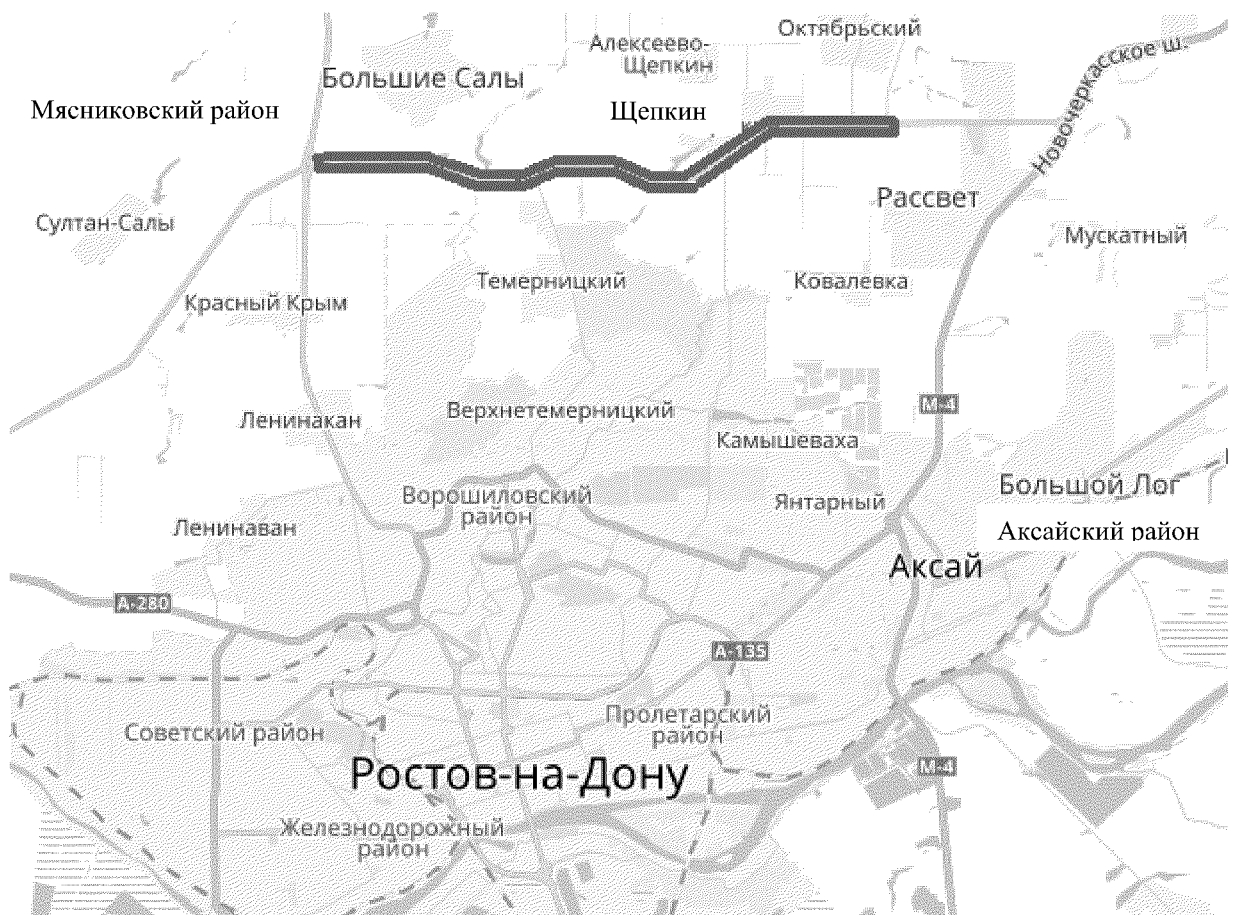 Октябрьский
Алексеево-
Щепкин
Новочеркасское ш.
Большие Салы
Мясниковский район
Щепкин
Рассвет
Султан-Салы
Мускатный
Темерницкий
Ковалевка
Красный Крым
М-4
Ленинакан
Верхнетемерницкий
Камышеваха
Большой Лог
Ворошиловский
район
Янтарный
Ленинаван
Аксайский район
Аксай
А-280
А-135
Пролетарский
район
Советский район
Ростов-на-Дону
М-4
Железнодорожный
район